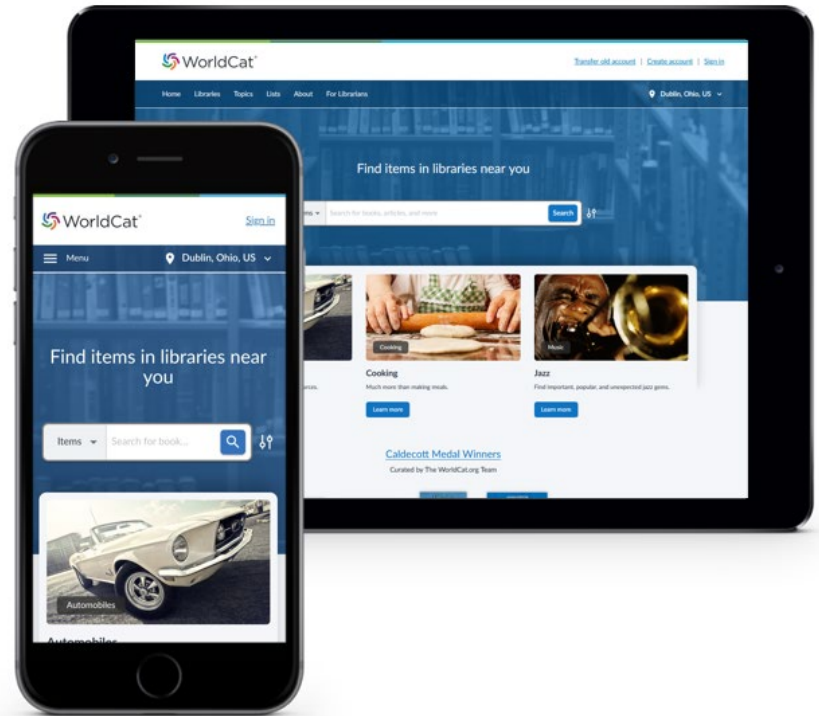 WorldCat®
Transfer old account | Create account | Sign in
Home Libraries Topics Lists About For Librarians
Dublin, Ohio, US
Find items in libraries near you
Search for books, articles, and more
Search
Cooking
Music
Cooking
Jazz
Much more than making meals.
Find important, popular, and unexpected jazz gems.
Learn more
Learn more
Caldecott Medal Winners
Curated by The WorldCat.org Team
WorldCat®
Sign in
Menu
Dublin, Ohio, US
Find items in libraries near
you
Items
Search for book...
Automobiles
Automobiles